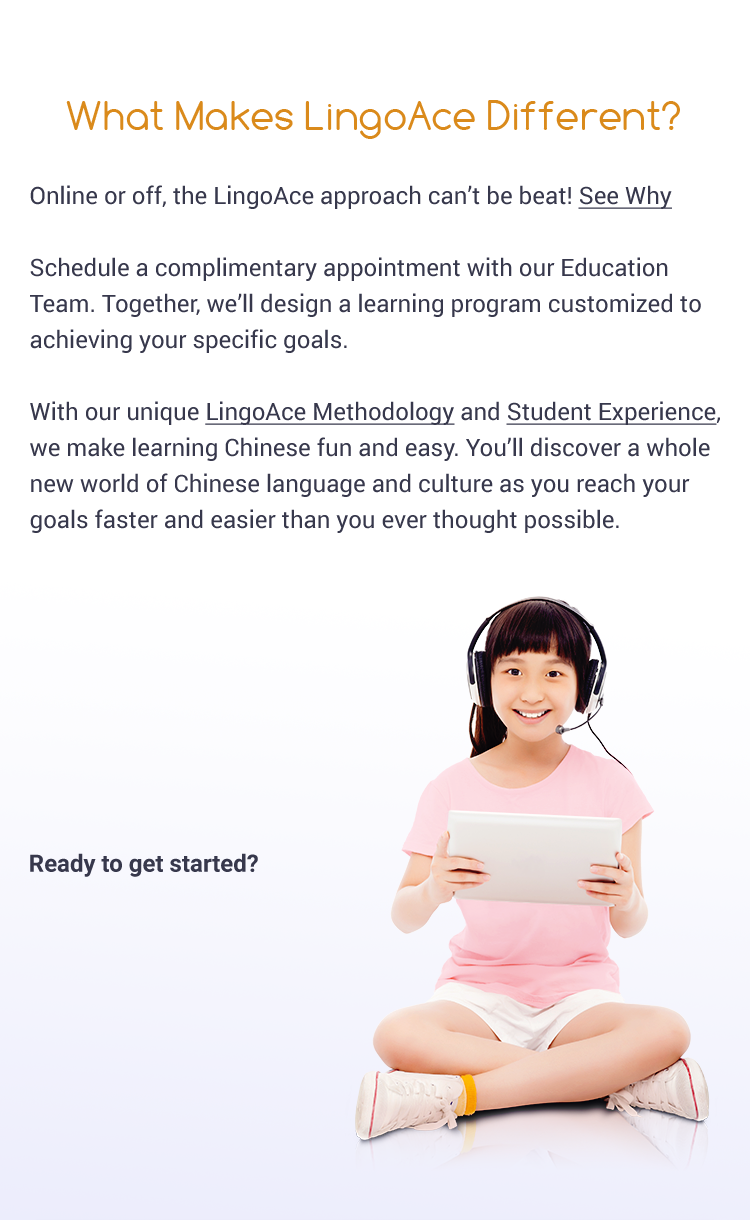 What Makes LingoAce Different?
Online or off, the LingoAce approach can’t be beat! See Why
Schedule a complimentary appointment with our Education
Team. Together, we’ll design a learning program customized to
achieving your specific goals.
With our unique LingoAce Methodology and Student Experience,
we make learning Chinese fun and easy. You’ll discover a whole
new world of Chinese language and culture as you reach your
goals faster and easier than you ever thought possible.
Ready to get started?